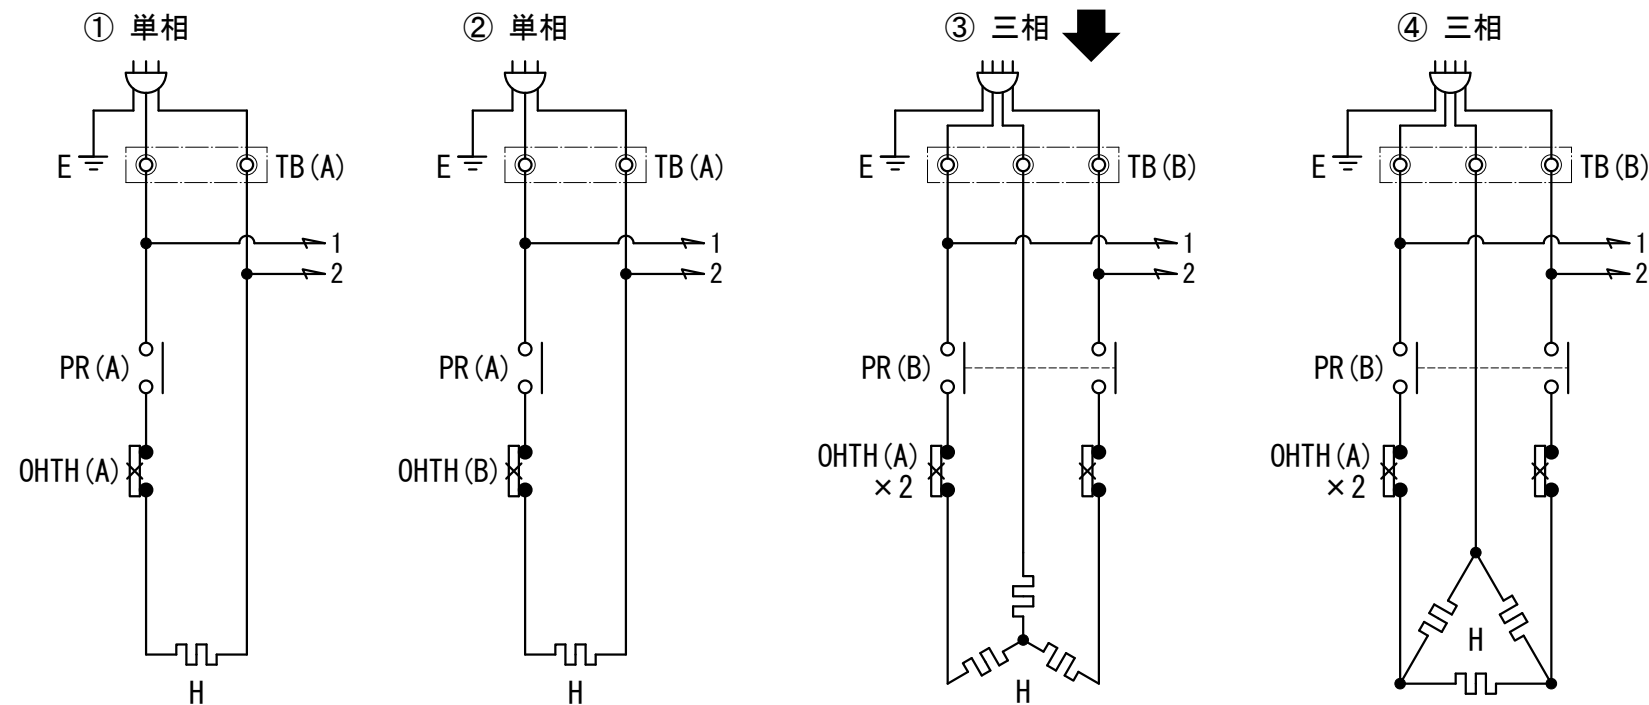 ① 単相
② 単相
③ 三相
④ 三相
E
TB(A)
E
TB(A)
E
TB(B)
E
TB(B)
1
2
1
2
1
2
1
2
PR(A)
PR(A)
PR(B)
PR(B)
OHTH(A)
OHTH(B)
OHTH(A)
×2
OHTH(A)
×2
H
H
H
H